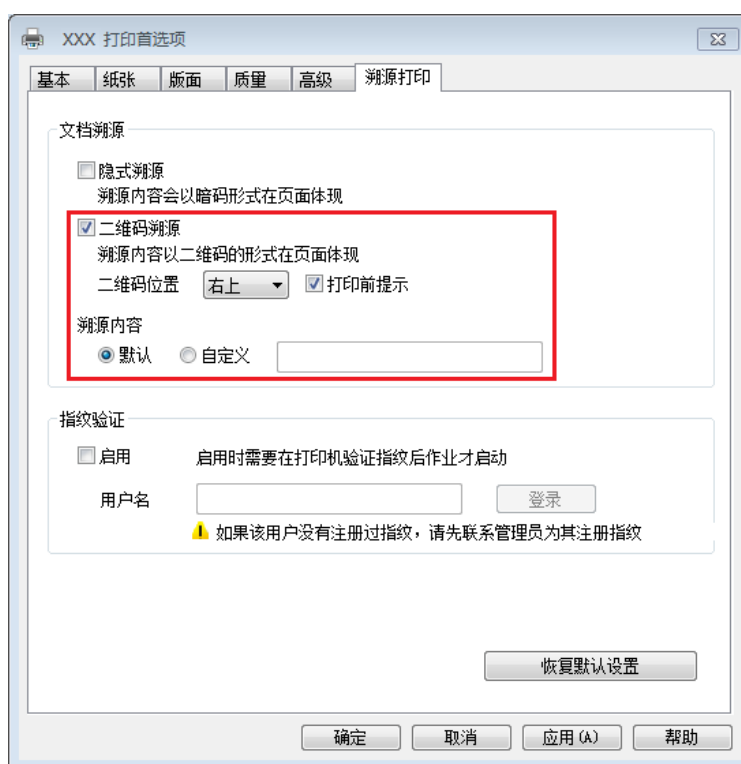 XXX 打印首选项
基本 纸张 版面 质量 高级 溯源打印
文档溯源
隐式溯源
溯源内容会以暗码形式在页面体现
二维码溯源
溯源内容以二维码的形式在页面体现
二维码位置 右上 打印前提示
溯源内容
默认 自定义
指纹验证
启用 启用时需要在打印机验证指纹后作业才启动
用户名 登录
如果该用户没有注册过指纹，请先联系管理员为其注册指纹
恢复默认设置
确定 取消 应用(A) 帮助